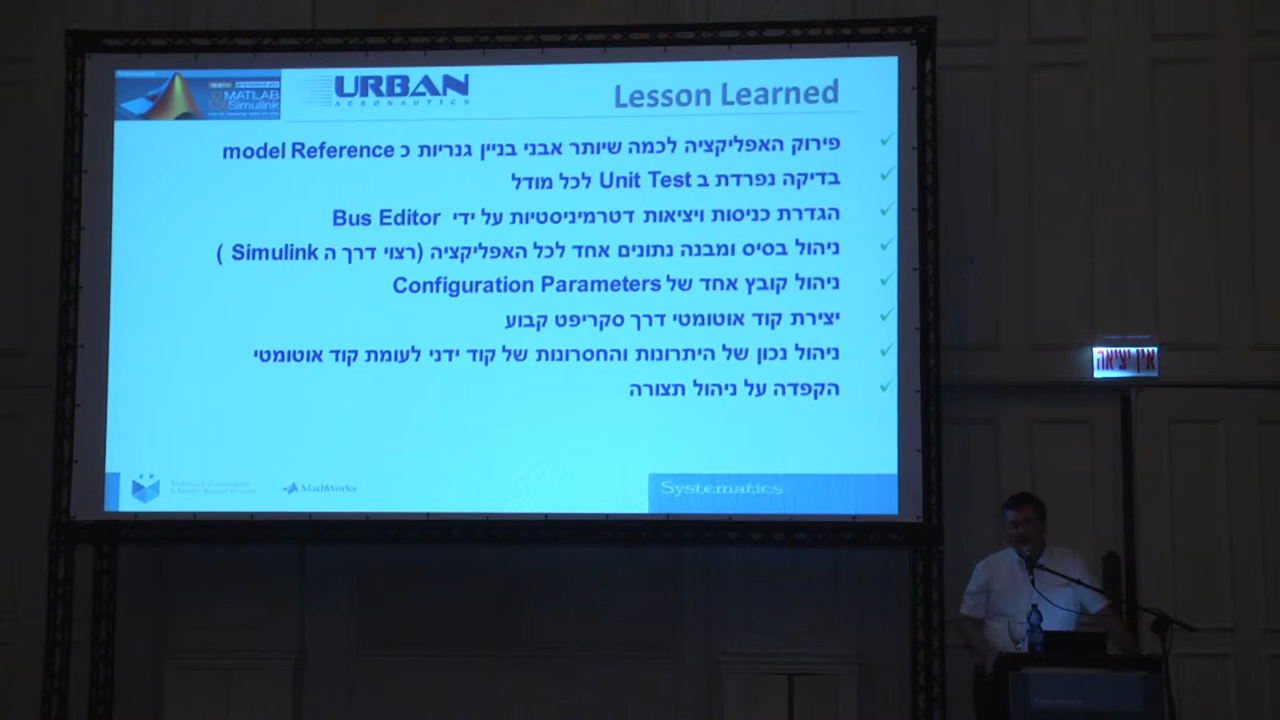 MATLAB
& Simulink
URBAN
AERONAUTICS
Lesson Learned
פירוק האפליקציה לכמה שיותר אבני בניין גנריות כ model Reference
בדיקה נפרדת ב Unit Test לכל מודל
הגדרת כניסות ויציאות דטרמיניסטיות על ידי Bus Editor
ניהול בסיס ומבנה נתונים אחד לכל האפליקציה (רצוי דרך ה Simulink )
ניהול קובץ אחד של Configuration Parameters
יצירת קוד אוטומטי דרך סקריפט קבוע
ניהול נכון של היתרונות והחסרונות של קוד ידני לעומת קוד אוטומטי
הקפדה על ניהול תצורה
MathWorks
Systematics
אין יציאה